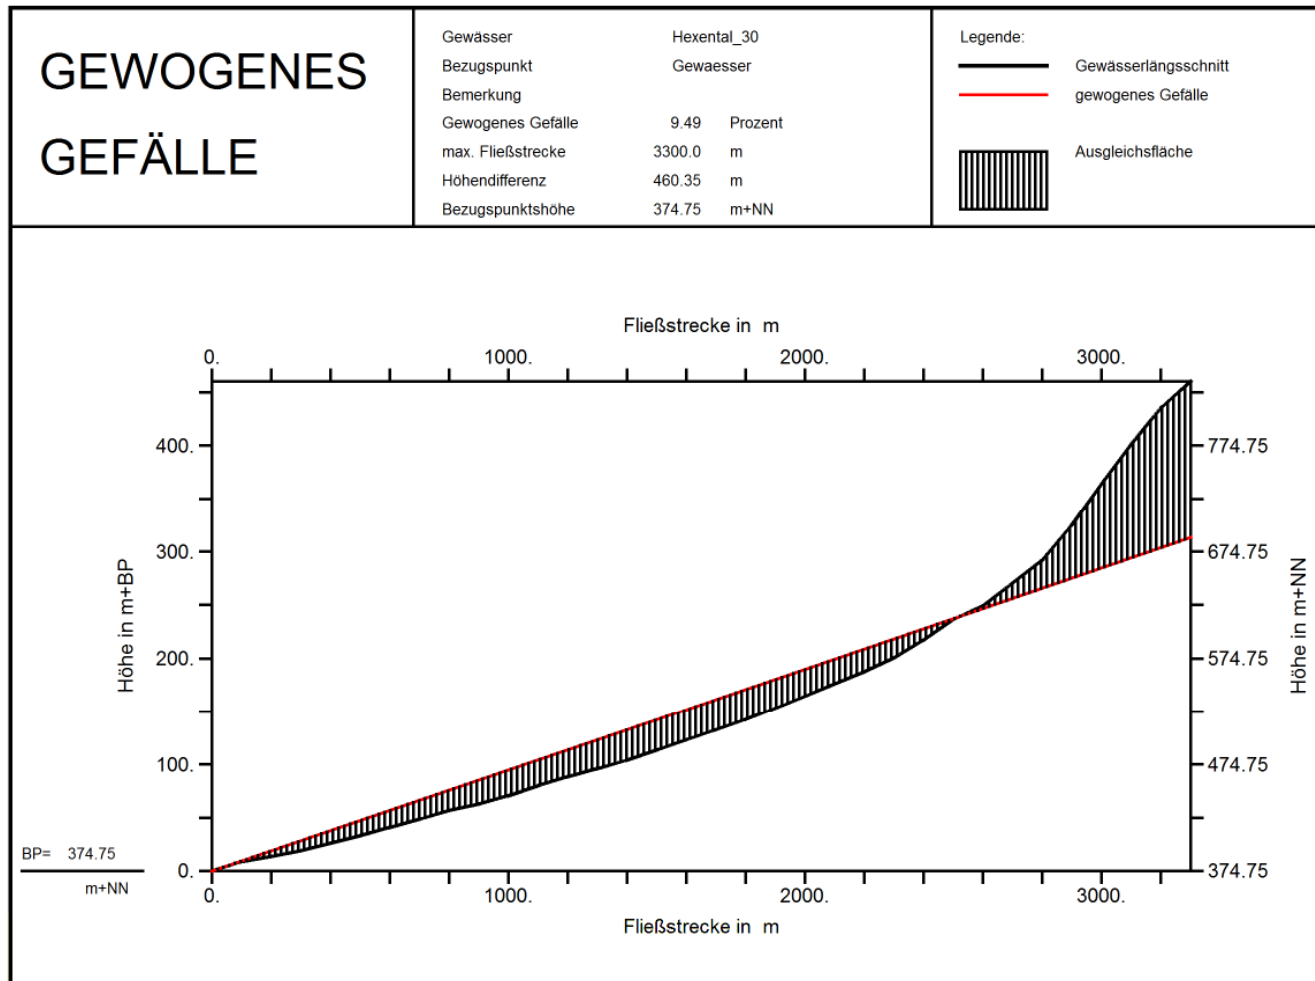 GEWOGENES
GEFÄLLE
Gewässer Hexental_30
Bezugspunkt Gewaesser
Bemerkung
Gewogenes Gefälle 9.49 Prozent
max. Fließstrecke 3300.0 m
Höhendifferenz 460.35 m
Bezugspunktshöhe 374.75 m+NN
Legende:
Gewässerlängsschnitt
gewogenes Gefälle
Ausgleichsfläche
Fließstrecke in m
0. 1000. 2000. 3000.
400. 774.75
300. 674.75
200. 574.75
100. 474.75
0. 374.75
Höhe in m+BP
Höhe in m+NN
BP= 374.75
m+NN
0. 1000. 2000. 3000.
Fließstrecke in m